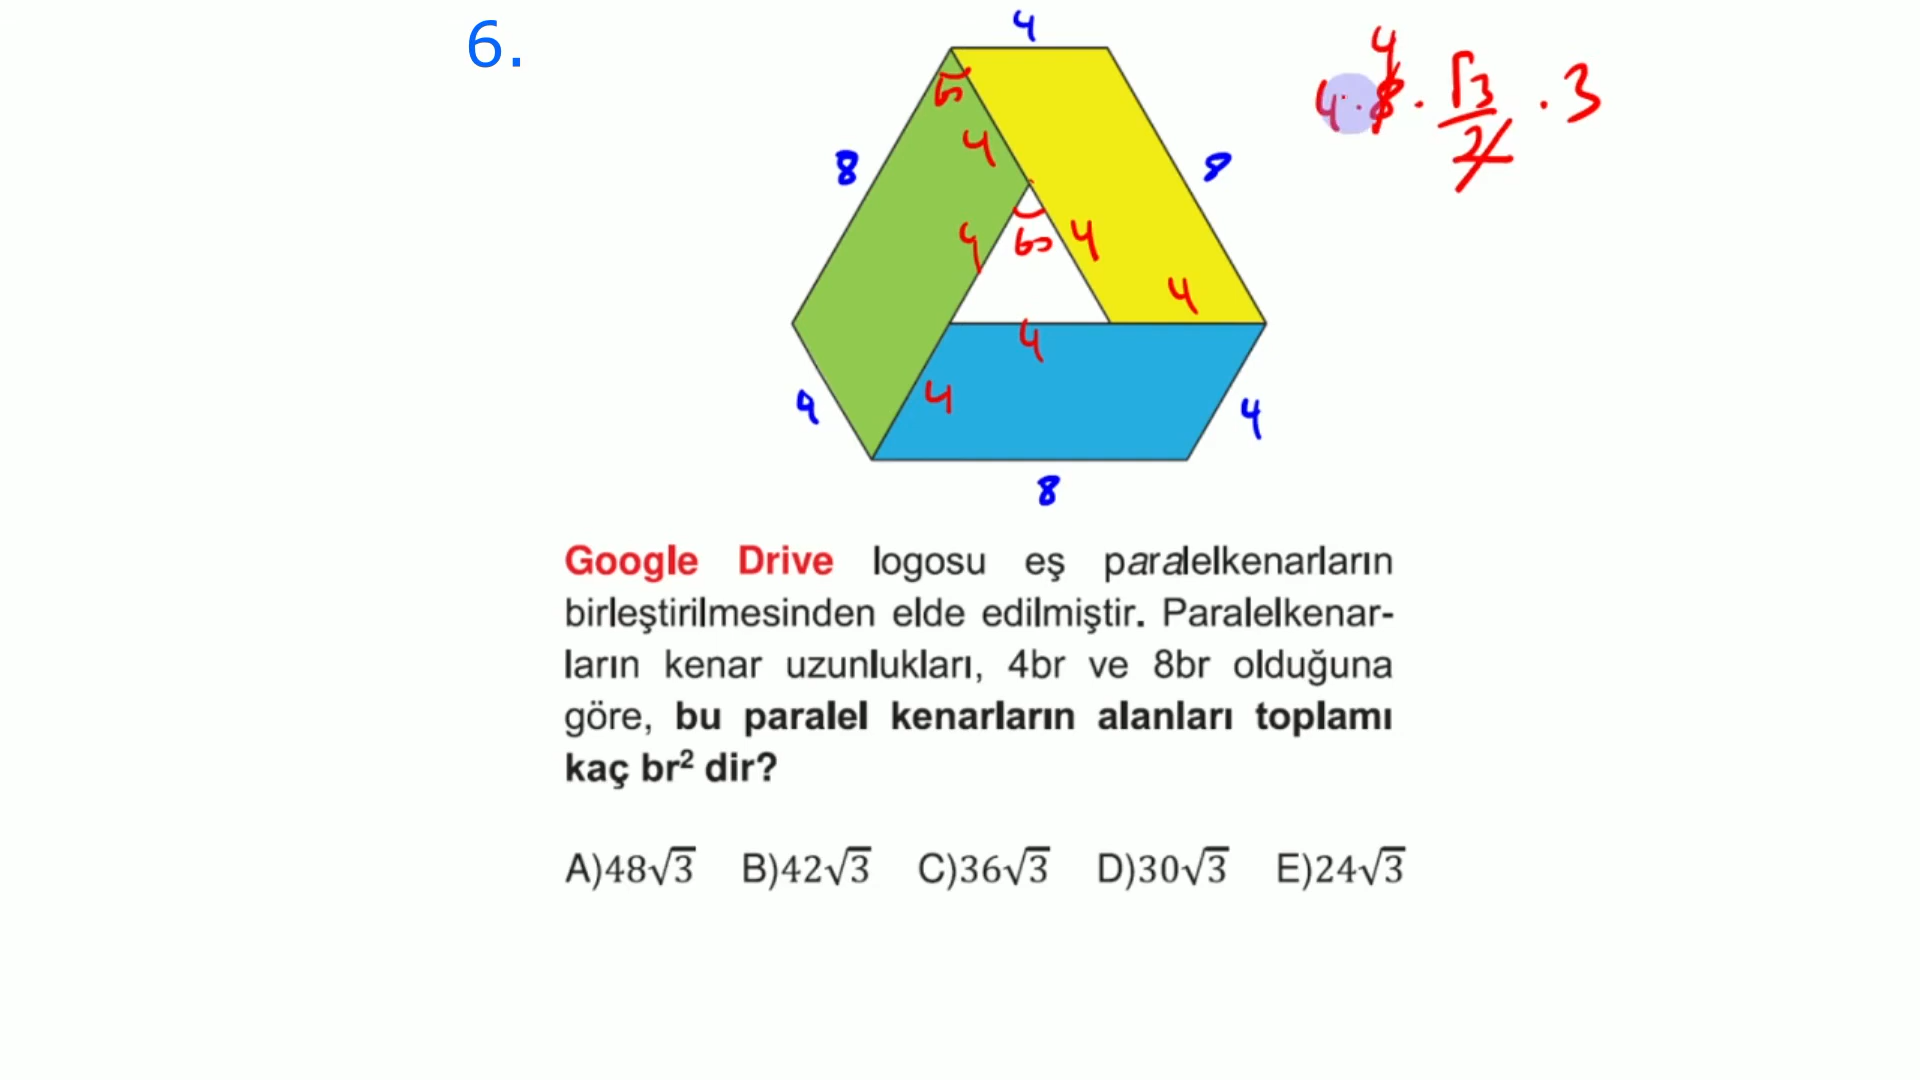 6.
4
4
4 · 8 · √3/2 · 3
60
4
8
8
4
60
4
4
4
4
4
4
8
Google Drive logosu eş paralelkenarların
birleştirilmesinden elde edilmiştir. Paralelkenar-
ların kenar uzunlukları, 4br ve 8br olduğuna
göre, bu paralel kenarların alanları toplamı
kaç br² dir?
A)48√3 B)42√3 C)36√3 D)30√3 E)24√3